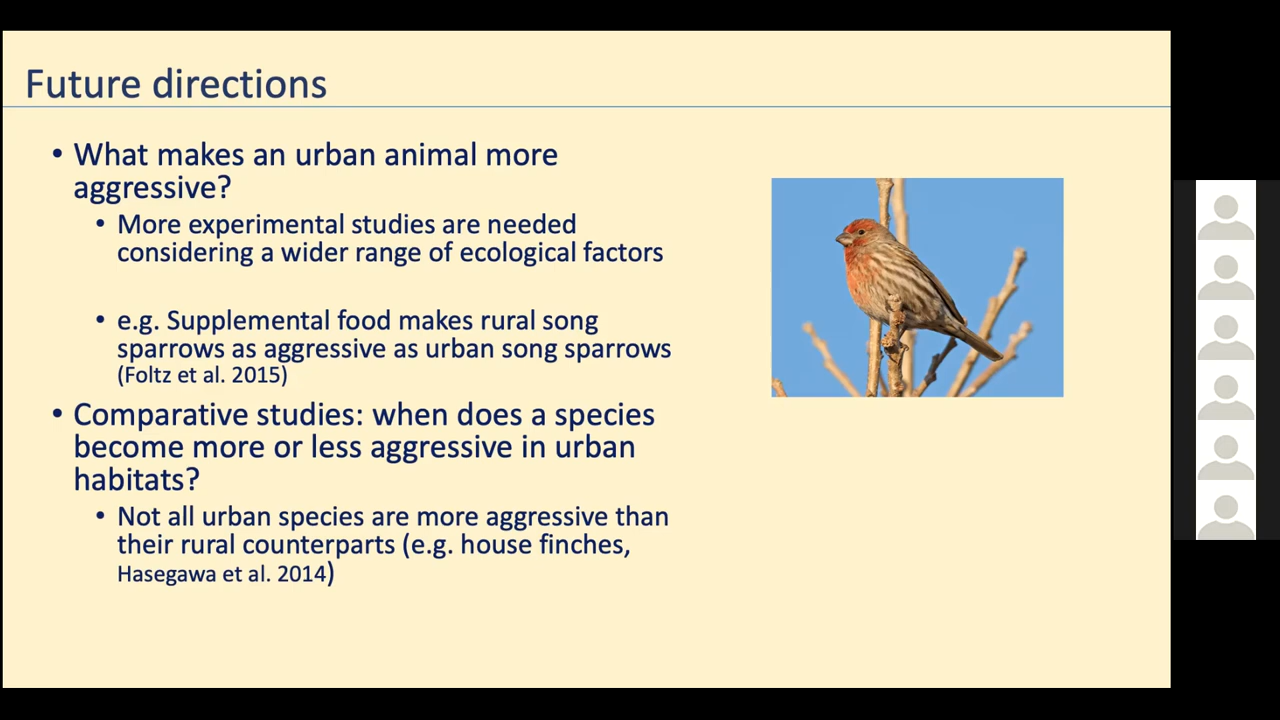 Future directions
• What makes an urban animal more
aggressive?
• More experimental studies are needed
considering a wider range of ecological factors
• e.g. Supplemental food makes rural song
sparrows as aggressive as urban song sparrows
(Foltz et al. 2015)
• Comparative studies: when does a species
become more or less aggressive in urban
habitats?
• Not all urban species are more aggressive than
their rural counterparts (e.g. house finches,
Hasegawa et al. 2014)